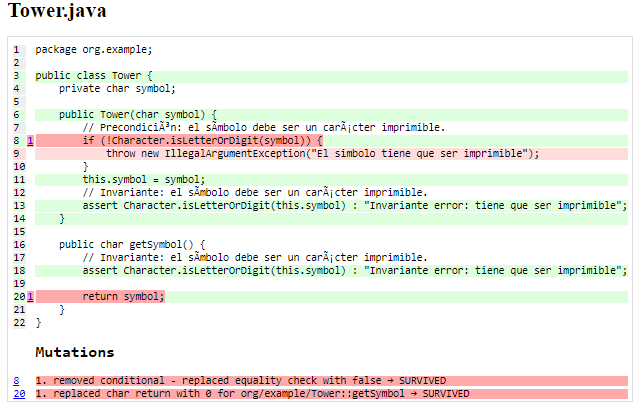 Tower.java
1 package org.example;
2
3 public class Tower {
4 private char symbol;
5
6 public Tower(char symbol) {
7 // PrecondiciÃ³n: el sÃ­mbolo debe ser un carÃ¡cter imprimible.
8 1 if (!Character.isLetterOrDigit(symbol)) {
9 throw new IllegalArgumentException("El simbolo tiene que ser imprimible");
10 }
11 this.symbol = symbol;
12 // Invariante: el sÃ­mbolo debe ser un carÃ¡cter imprimible.
13 assert Character.isLetterOrDigit(this.symbol) : "Invariante error: tiene que ser imprimible";
14 }
15
16 public char getSymbol() {
17 // Invariante: el sÃ­mbolo debe ser un carÃ¡cter imprimible.
18 assert Character.isLetterOrDigit(this.symbol) : "Invariante error: tiene que ser imprimible";
19
20 1 return symbol;
21 }
22 }
Mutations
8 1. removed conditional - replaced equality check with false → SURVIVED
20 1. replaced char return with 0 for org/example/Tower::getSymbol → SURVIVED